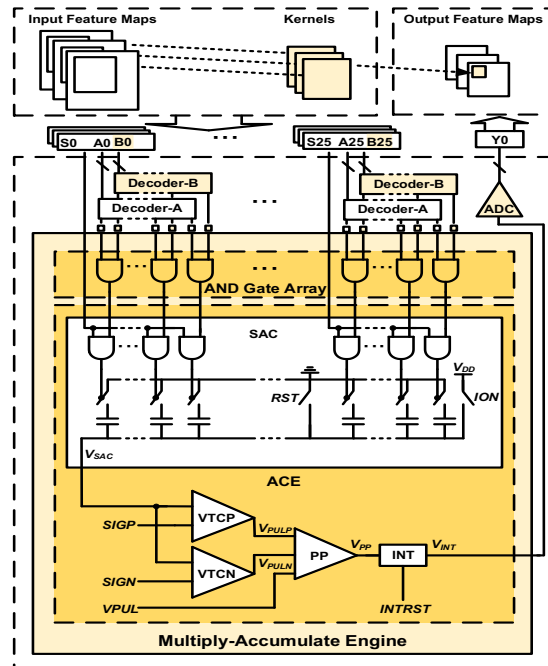 Input Feature Maps
Kernels
Output Feature Maps
S0 A0 B0
...
S25 A25 B25
Y0
Decoder-B
Decoder-A
...
Decoder-B
Decoder-A
ADC
...
AND Gate Array
SAC
RST
VDD
ION
VSAC
ACE
SIGP
VTCP
VPULP
SIGN
VTCN
VPULN
PP
VPP
INT
VINT
VPUL
INTRST
Multiply-Accumulate Engine